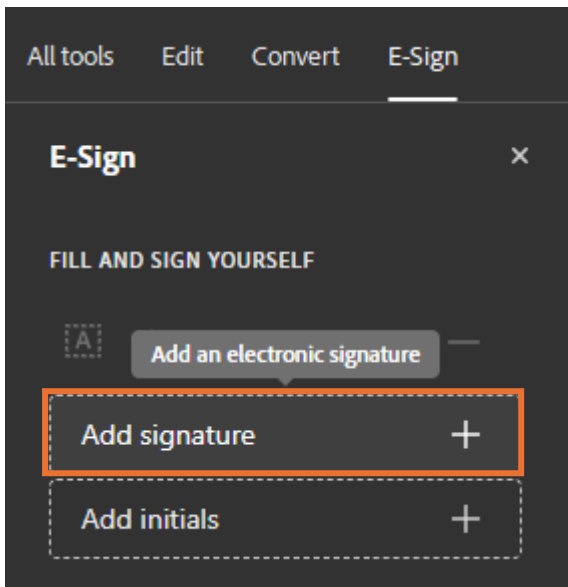 All tools Edit Convert E-Sign
E-Sign
FILL AND SIGN YOURSELF
A
Add an electronic signature
Add signature
Add initials